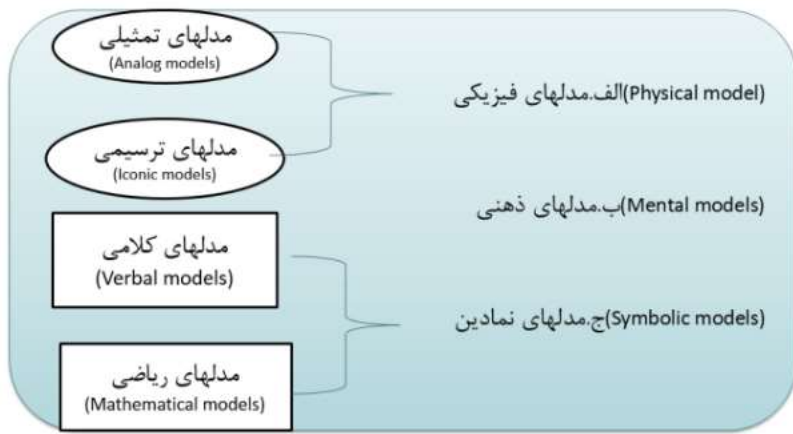 مدلهای تمثیلی
(Analog models)
الف.مدلهای فیزیکی(Physical model)
مدلهای ترسیمی
(Iconic models)
ب.مدلهای ذهنی(Mental models)
مدلهای کلامی
(Verbal models)
ج.مدلهای نمادین(Symbolic models)
مدلهای ریاضی
(Mathematical models)